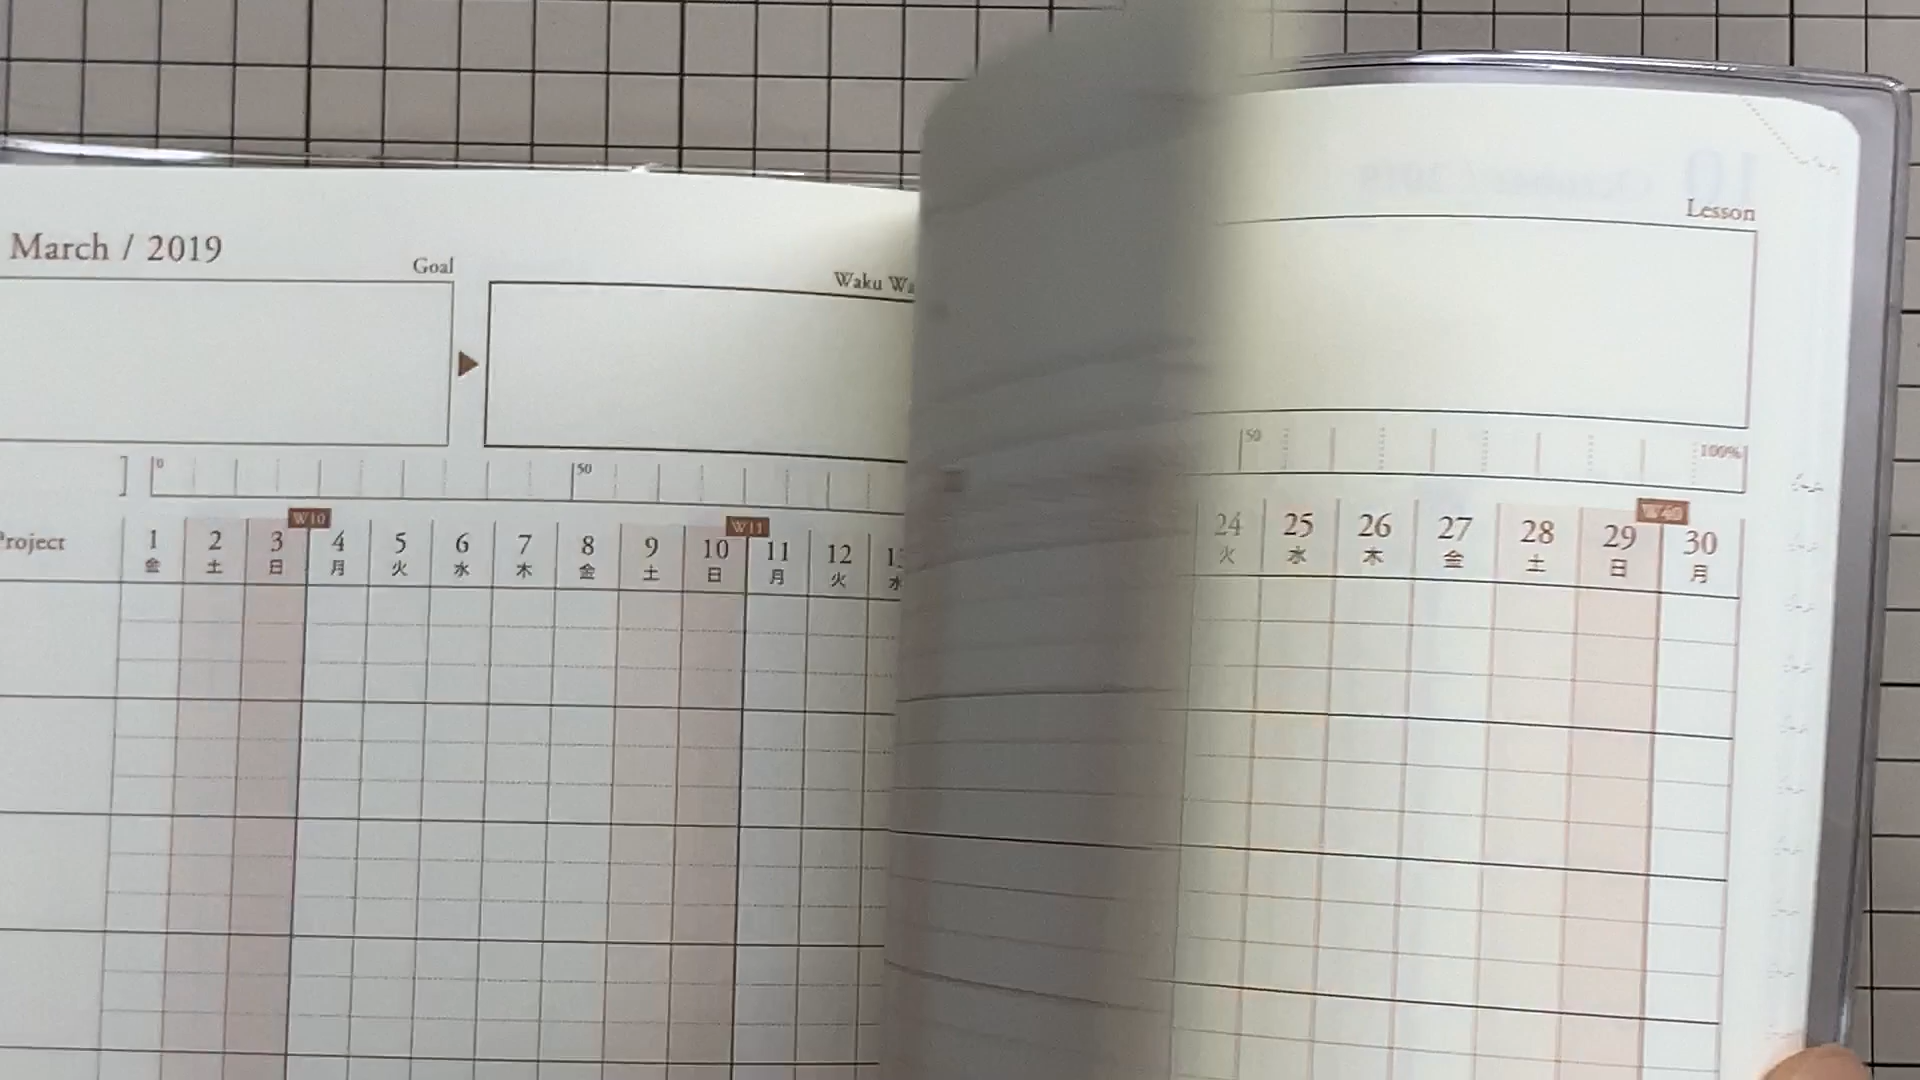 March / 2019
Goal
Waku
Lesson
0 50
50 100%
W10 W11
Project 1 2 3 4 5 6 7 8 9 10 11 12
金 土 日 月 火 水 木 金 土 日 月 火 水
W40
24 25 26 27 28 29 30
火 水 木 金 土 日 月